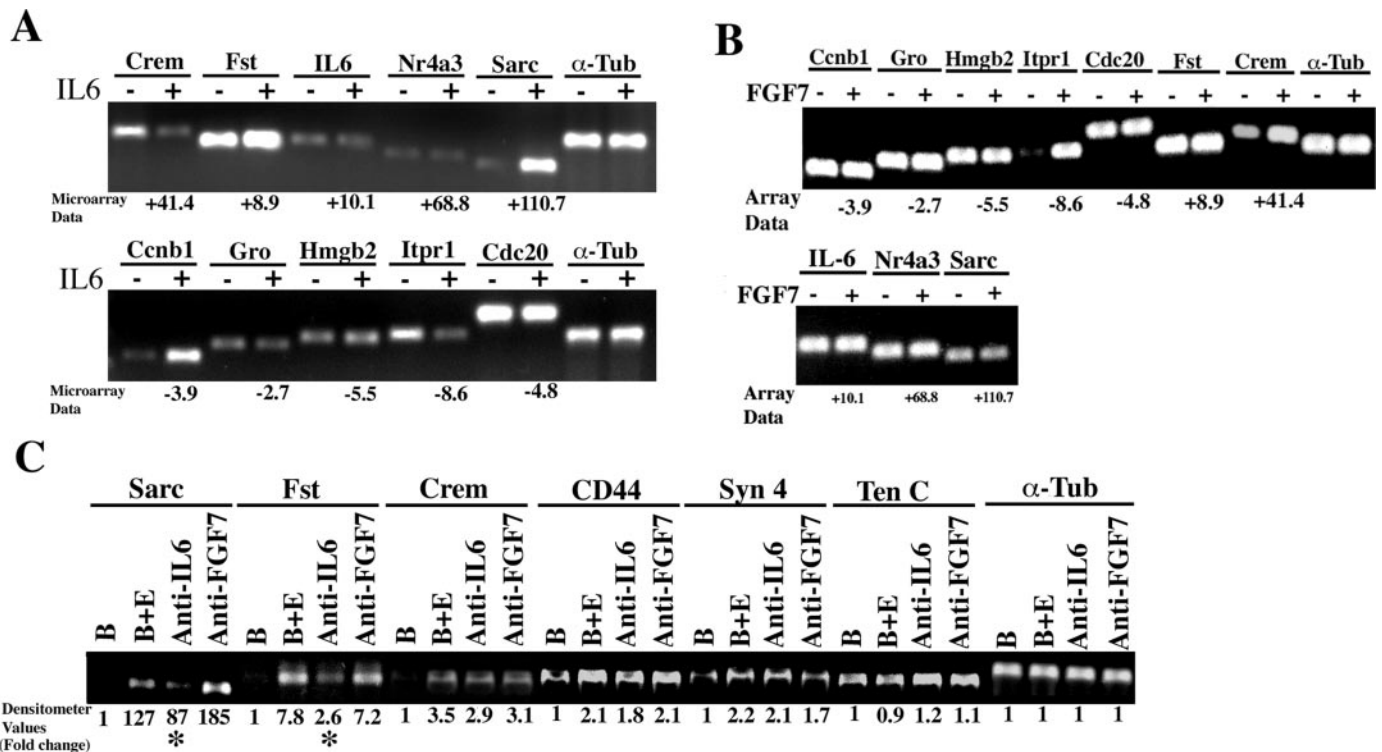 A
Crem Fst IL6 Nr4a3 Sarc α-Tub
IL6 - + - + - + - + - + - +
Microarray Data +41.4 +8.9 +10.1 +68.8 +110.7
Ccnb1 Gro Hmgb2 Itpr1 Cdc20 α-Tub
IL6 - + - + - + - + - + - +
Microarray Data -3.9 -2.7 -5.5 -8.6 -4.8
B
Ccnb1 Gro Hmgb2 Itpr1 Cdc20 Fst Crem α-Tub
FGF7 - + - + - + - + - + - + - + - +
Array Data -3.9 -2.7 -5.5 -8.6 -4.8 +8.9 +41.4
IL-6 Nr4a3 Sarc
FGF7 - + - + - +
Array Data +10.1 +68.8 +110.7
C
Sarc Fst Crem CD44 Syn 4 Ten C α-Tub
B B+E Anti-IL6 Anti-FGF7 B B+E Anti-IL6 Anti-FGF7 B B+E Anti-IL6 Anti-FGF7 B B+E Anti-IL6 Anti-FGF7 B B+E Anti-IL6 Anti-FGF7 B B+E Anti-IL6 Anti-FGF7 B B+E Anti-IL6 Anti-FGF7
Densitometer Values (Fold change) 1 127 87 185 1 7.8 2.6 7.2 1 3.5 2.9 3.1 1 2.1 1.8 2.1 1 2.2 2.1 1.7 1 0.9 1.2 1.1 1 1 1 1
* *